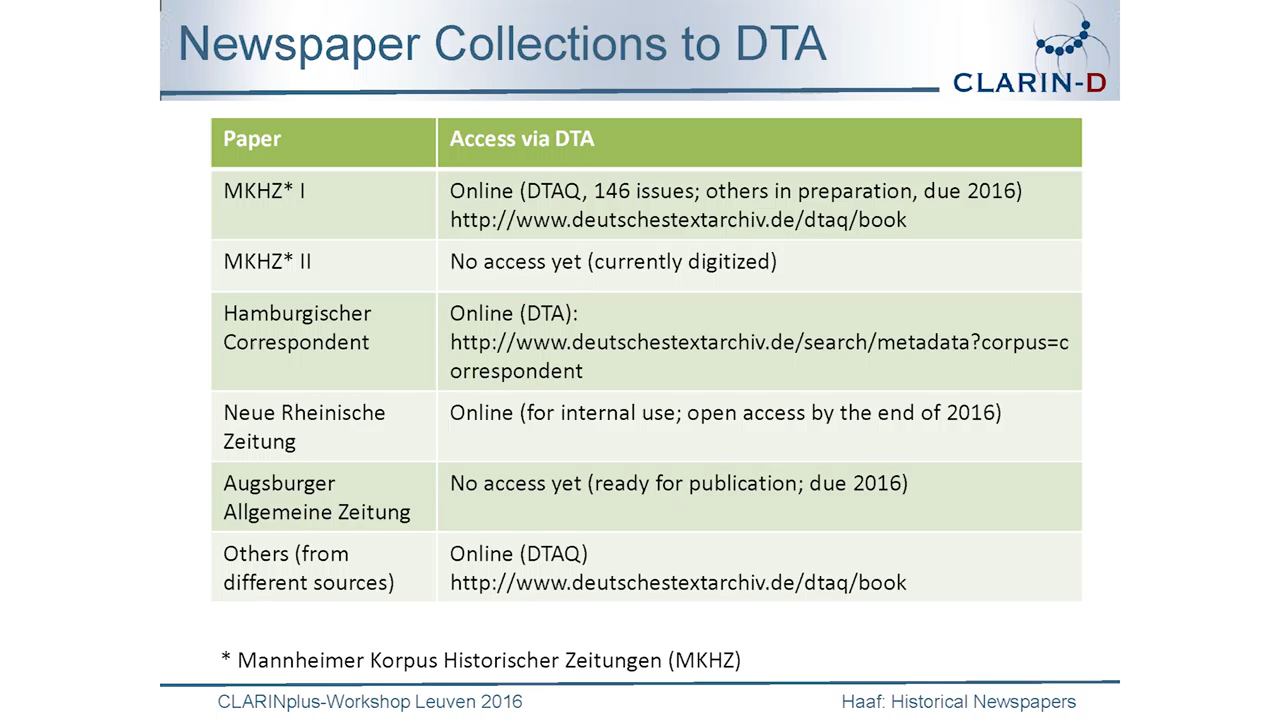 Newspaper Collections to DTA
CLARIN-D
Paper
Access via DTA
MKHZ* I
Online (DTAQ, 146 issues; others in preparation, due 2016)
http://www.deutschestextarchiv.de/dtaq/book
MKHZ* II
No access yet (currently digitized)
Hamburgischer
Correspondent
Online (DTA):
http://www.deutschestextarchiv.de/search/metadata?corpus=c
orrespondent
Neue Rheinische
Zeitung
Online (for internal use; open access by the end of 2016)
Augsburger
Allgemeine Zeitung
No access yet (ready for publication; due 2016)
Others (from
different sources)
Online (DTAQ)
http://www.deutschestextarchiv.de/dtaq/book
* Mannheimer Korpus Historischer Zeitungen (MKHZ)
CLARINplus-Workshop Leuven 2016
Haaf: Historical Newspapers